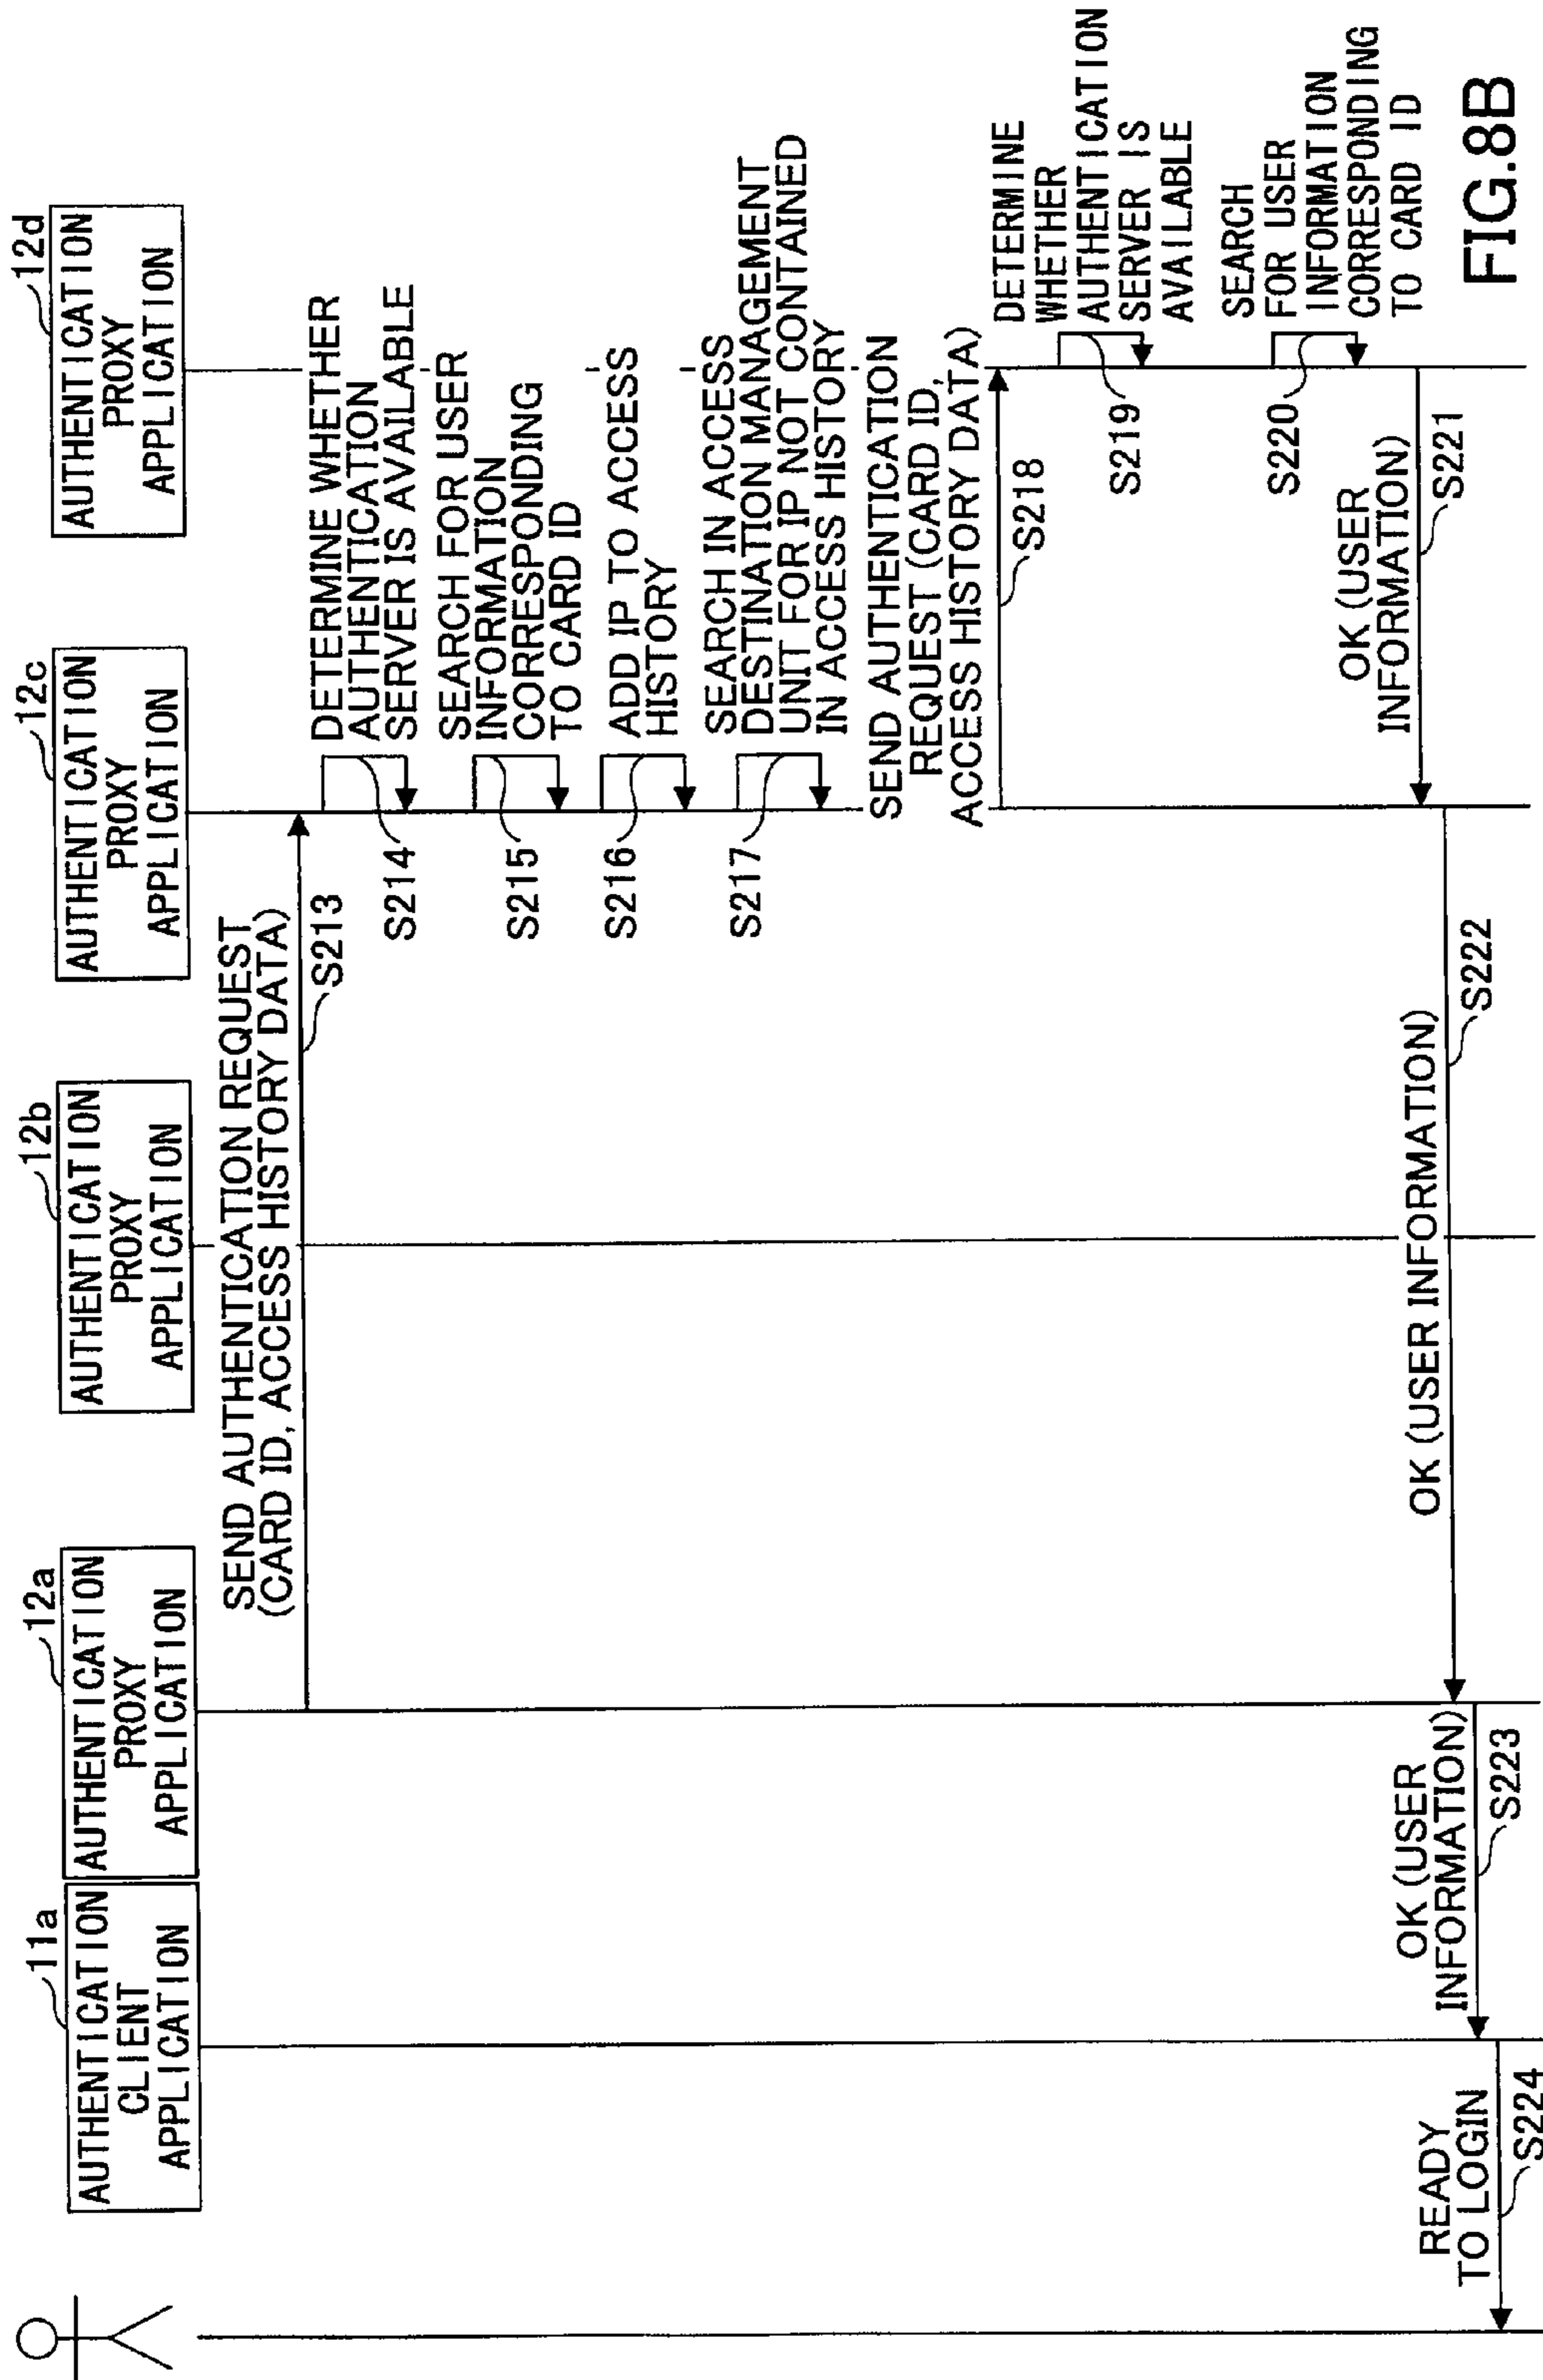 11a
AUTHENTICATION
CLIENT
APPLICATION
12a
AUTHENTICATION
PROXY
APPLICATION
12b
AUTHENTICATION
PROXY
APPLICATION
12c
AUTHENTICATION
PROXY
APPLICATION
12d
AUTHENTICATION
PROXY
APPLICATION
SEND AUTHENTICATION REQUEST
(CARD ID, ACCESS HISTORY DATA)
S213
DETERMINE WHETHER
AUTHENTICATION
SERVER IS AVAILABLE
S214
SEARCH FOR USER
INFORMATION
CORRESPONDING
TO CARD ID
S215
ADD IP TO ACCESS
HISTORY
S216
SEARCH IN ACCESS
DESTINATION MANAGEMENT
UNIT FOR IP NOT CONTAINED
IN ACCESS HISTORY
S217
SEND AUTHENTICATION
REQUEST (CARD ID,
ACCESS HISTORY DATA)
S218
DETERMINE
WHETHER
AUTHENTICATION
SERVER IS
AVAILABLE
S219
SEARCH
FOR USER
INFORMATION
CORRESPONDING
TO CARD ID
S220
OK (USER
INFORMATION)
S221
OK (USER INFORMATION)
S222
OK (USER
INFORMATION)
S223
READY
TO LOGIN
S224
FIG.8B